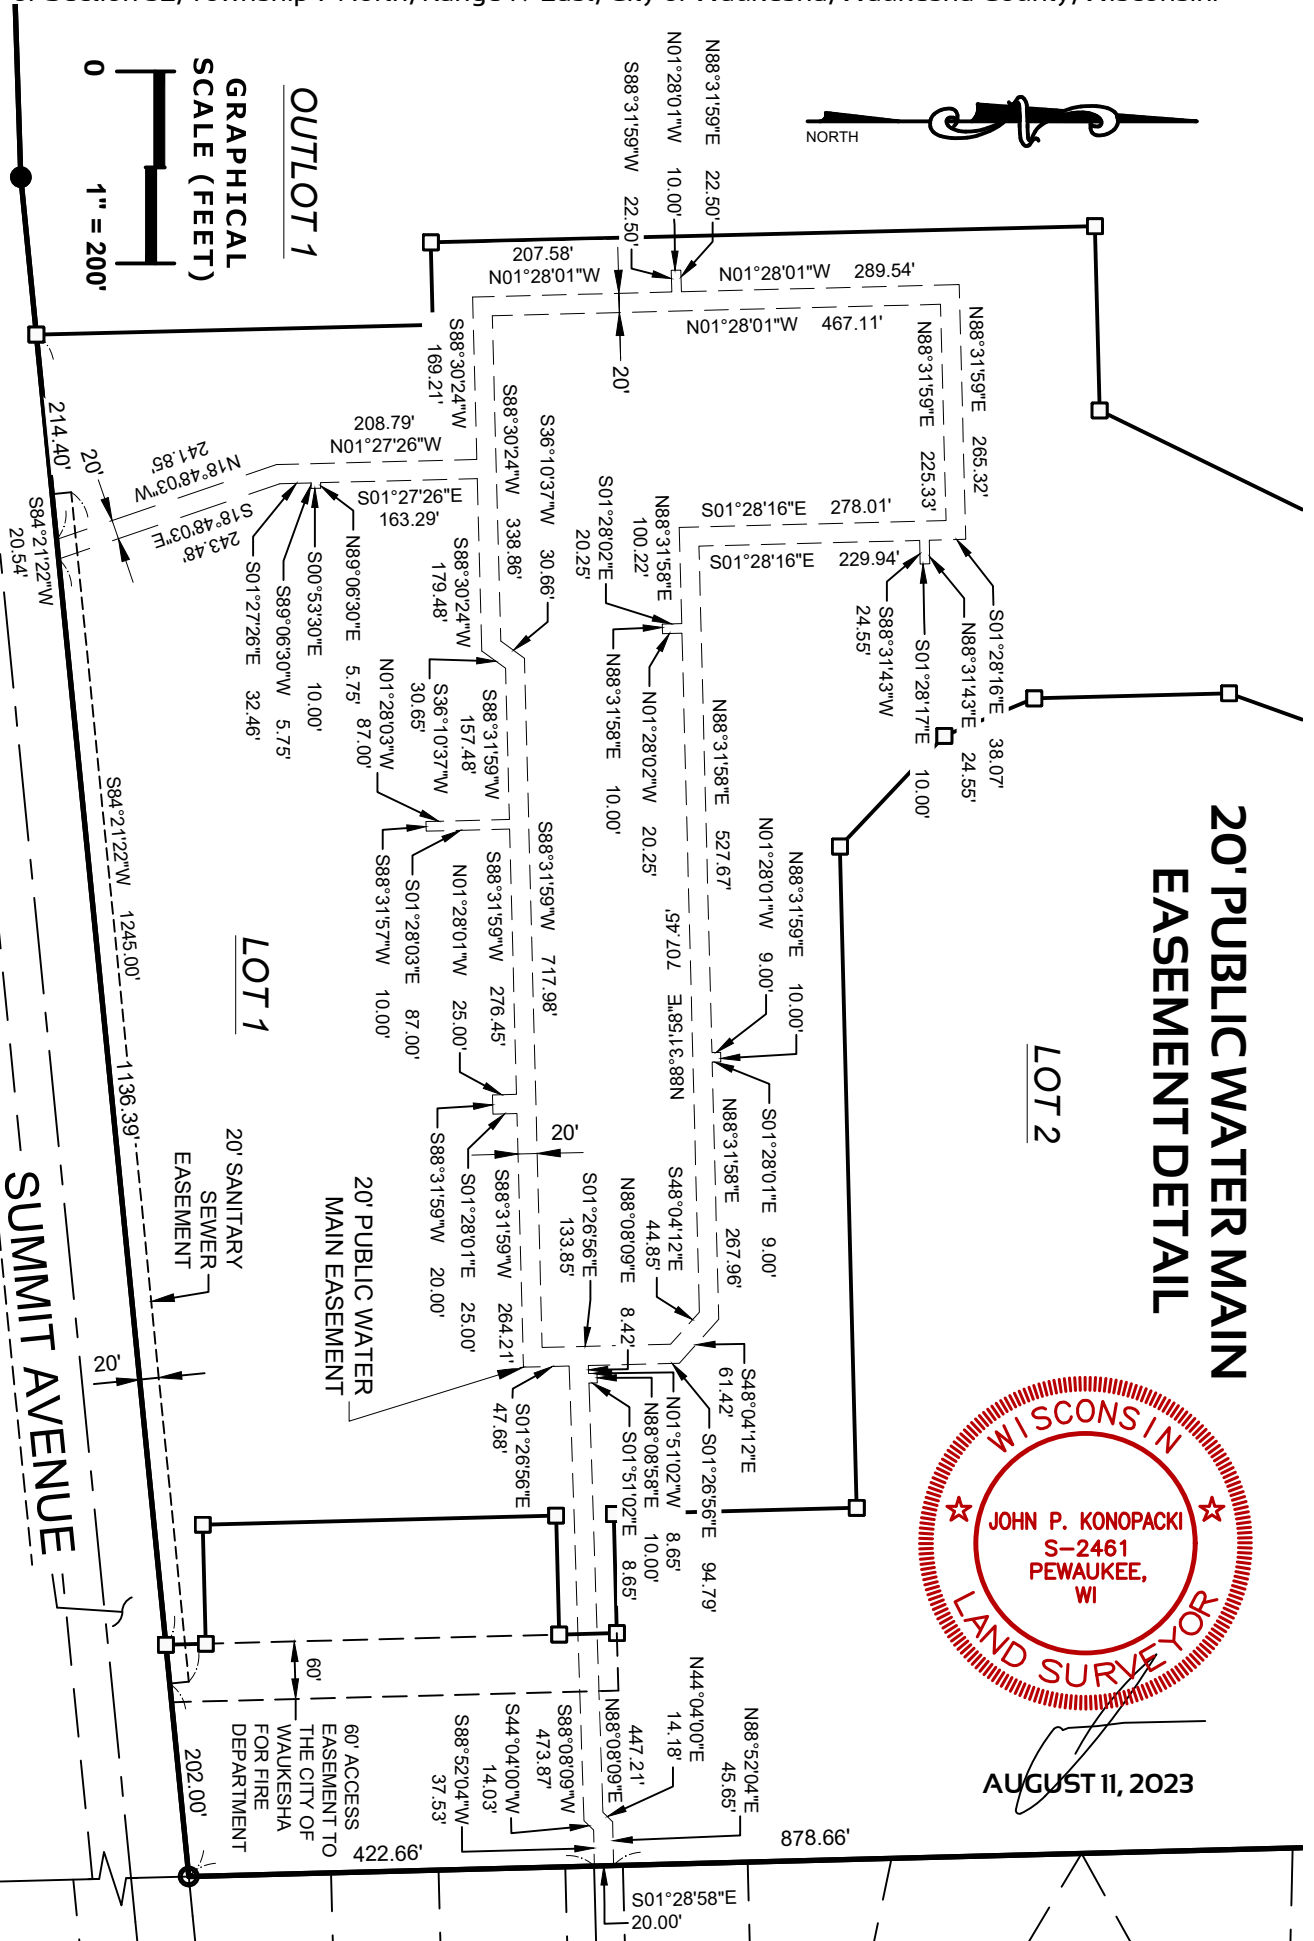 of Section 32, Township 7 North, Range 19 East, City of Waukesha, Waukesha County, Wisconsin.
20' PUBLIC WATER MAIN
EASEMENT DETAIL
NORTH
OUTLOT 1
GRAPHICAL
SCALE (FEET)
0
1" = 200'
N88°31'59"E 22.50'
N01°28'01"W 10.00'
S88°31'59"W 22.50'
207.58'
N01°28'01"W
N01°28'01"W 289.54'
N01°28'01"W 467.11'
20'
N88°31'59"E 265.32'
N88°31'59"E 225.33'
S88°30'24"W
169.21'
S88°30'24"W 338.86'
S36°10'37"W 30.66'
208.79'
N01°27'26"W
S01°27'26"E
163.29'
S88°30'24"W
179.48'
S36°10'37"W
30.65'
N18°48'03"W
241.85'
S18°48'03"E
243.48'
20'
214.40'
S84°21'22"W
20.54'
S01°27'26"E 32.46'
S89°06'30"W 5.75'
S00°53'30"E 10.00'
N89°06'30"E 5.75'
S01°28'16"E 278.01'
S01°28'16"E 229.94'
S01°28'02"E
20.25'
N88°31'58"E
100.22'
N88°31'58"E 10.00'
N01°28'02"W 20.25'
S88°31'43"W
24.55'
S01°28'17"E 10.00'
N88°31'43"E 24.55'
S01°28'16"E 38.07'
N88°31'58"E 527.67'
N88°31'58"E 707.45'
N01°28'01"W 9.00'
N88°31'59"E 10.00'
S01°28'01"E 9.00'
N88°31'58"E 267.96'
N01°28'03"W
87.00'
S88°31'59"W
157.48'
S88°31'57"W 10.00'
S01°28'03"E 87.00'
N01°28'01"W 25.00'
S88°31'59"W 276.45'
S88°31'59"W 717.98'
S88°31'59"W 20.00'
S01°28'01"E 25.00'
S88°31'59"W 264.21'
20'
S01°26'56"E
133.85'
N88°08'09"E 8.42'
S48°04'12"E
44.85'
S48°04'12"E
61.42'
S01°26'56"E 94.79'
N01°51'02"W 8.65'
N88°08'58"E 10.00'
S01°51'02"E 8.65'
S01°26'56"E
47.68'
LOT 1
LOT 2
S84°21'22"W 1245.00'
1136.39'
20' SANITARY
SEWER
EASEMENT
20' PUBLIC WATER
MAIN EASEMENT
20'
SUMMIT AVENUE
60'
60' ACCESS
EASEMENT TO
THE CITY OF
WAUKESHA
FOR FIRE
DEPARTMENT
202.00'
422.66'
878.66'
N88°52'04"E
45.65'
N44°04'00"E
14.18'
447.21'
N88°08'09"E
S88°08'09"W
473.87'
S44°04'00"W
14.03'
S88°52'04"W
37.53'
S01°28'58"E
20.00'
WISCONSIN
JOHN P. KONOPACKI
S-2461
PEWAUKEE,
WI
LAND SURVEYOR
AUGUST 11, 2023